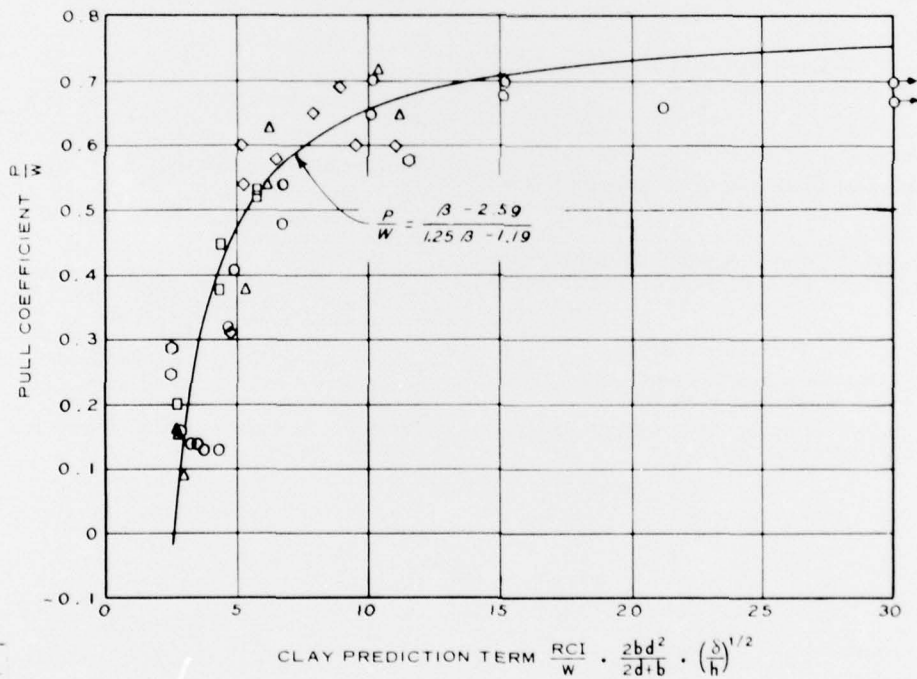 0.8
0.7
0.6
0.5
0.4
0.3
0.2
0.1
0
-0.1
PULL COEFFICIENT P/W
P/W = (β - 2.59)/(1.25 β - 1.19)
0 5 10 15 20 25 30
CLAY PREDICTION TERM RCI/W · 2bd²/(2d+b) · (δ/h)^1/2